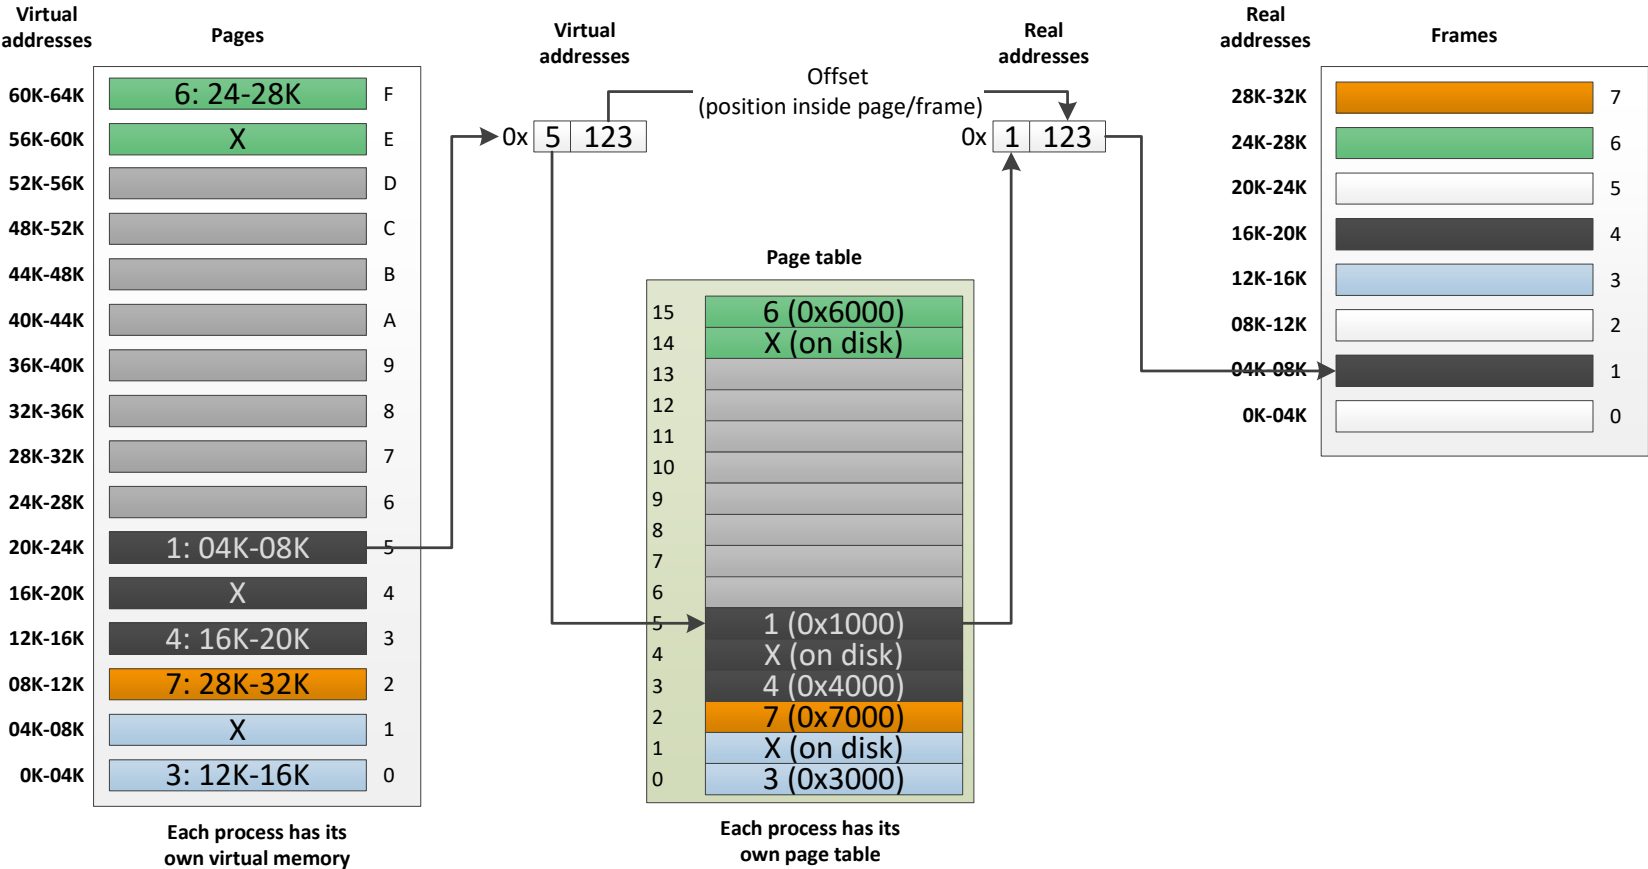 Virtual
addresses
Pages
60K-64K 6: 24-28K F
56K-60K X E
52K-56K D
48K-52K C
44K-48K B
40K-44K A
36K-40K 9
32K-36K 8
28K-32K 7
24K-28K 6
20K-24K 1: 04K-08K 5
16K-20K X 4
12K-16K 4: 16K-20K 3
08K-12K 7: 28K-32K 2
04K-08K X 1
0K-04K 3: 12K-16K 0
Each process has its
own virtual memory
Virtual
addresses
0x 5 123
Offset
(position inside page/frame)
Real
addresses
0x 1 123
Page table
15 6 (0x6000)
14 X (on disk)
13
12
11
10
9
8
7
6
5 1 (0x1000)
4 X (on disk)
3 4 (0x4000)
2 7 (0x7000)
1 X (on disk)
0 3 (0x3000)
Each process has its
own page table
Real
addresses
Frames
28K-32K 7
24K-28K 6
20K-24K 5
16K-20K 4
12K-16K 3
08K-12K 2
04K-08K 1
0K-04K 0